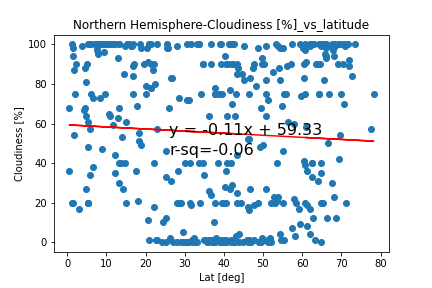 Northern Hemisphere-Cloudiness [%]_vs_latitude
100
80
60
40
20
0
Cloudiness [%]
y = -0.11x + 59.33
r-sq=-0.06
0 10 20 30 40 50 60 70 80
Lat [deg]